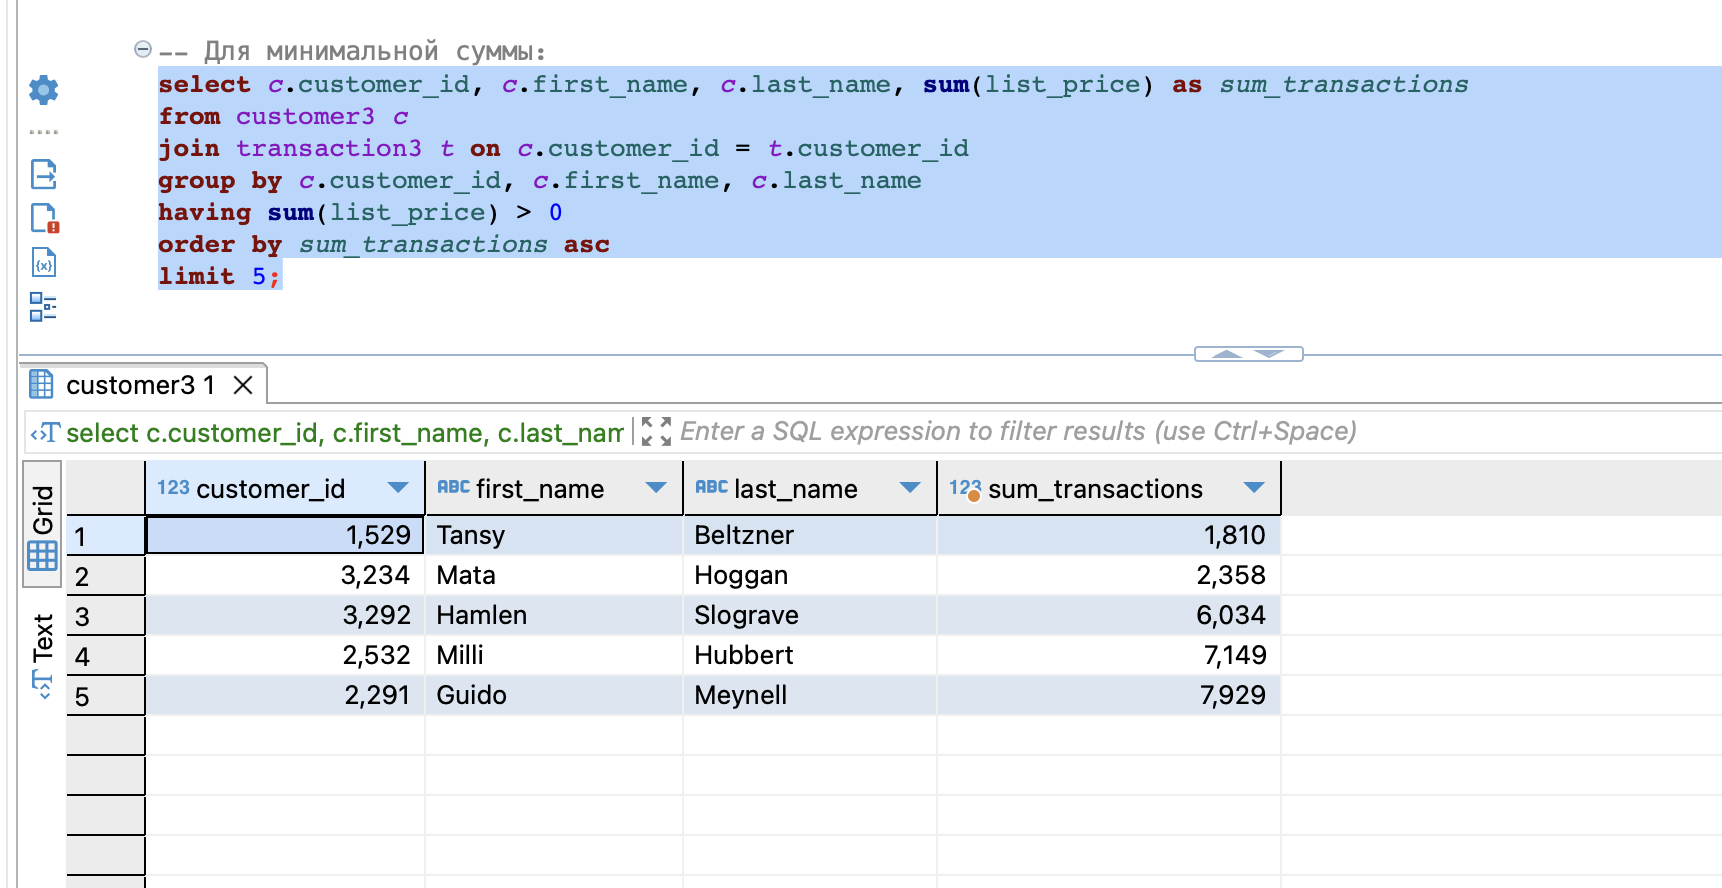 -- Для минимальной суммы:
select c.customer_id, c.first_name, c.last_name, sum(list_price) as sum_transactions
from customer3 c
join transaction3 t on c.customer_id = t.customer_id
group by c.customer_id, c.first_name, c.last_name
having sum(list_price) > 0
order by sum_transactions asc
limit 5;
customer3 1
select c.customer_id, c.first_name, c.last_nam Enter a SQL expression to filter results (use Ctrl+Space)
Grid
Text
123 customer_id ABC first_name ABC last_name 123 sum_transactions
1 1,529 Tansy Beltzner 1,810
2 3,234 Mata Hoggan 2,358
3 3,292 Hamlen Slograve 6,034
4 2,532 Milli Hubbert 7,149
5 2,291 Guido Meynell 7,929